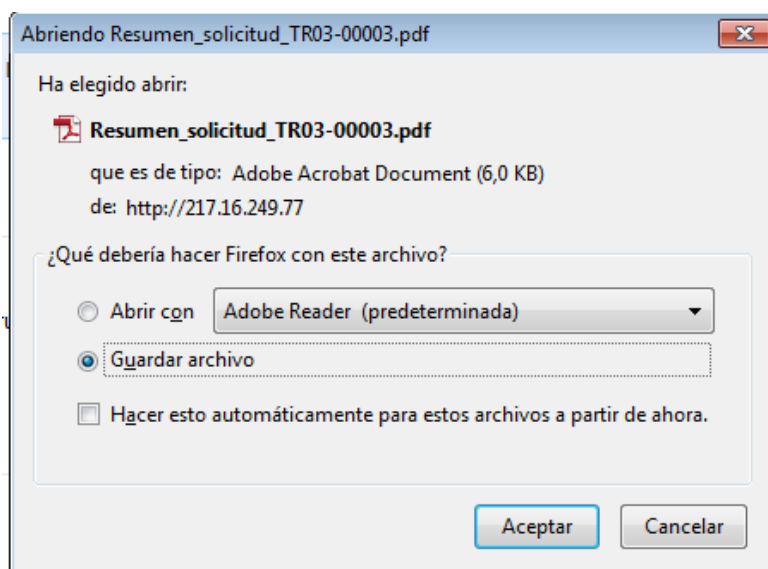 Abriendo Resumen_solicitud_TR03-00003.pdf
Ha elegido abrir:
Resumen_solicitud_TR03-00003.pdf
que es de tipo: Adobe Acrobat Document (6,0 KB)
de: http://217.16.249.77
¿Qué debería hacer Firefox con este archivo?
Abrir con Adobe Reader (predeterminada)
Guardar archivo
Hacer esto automáticamente para estos archivos a partir de ahora.
Aceptar Cancelar